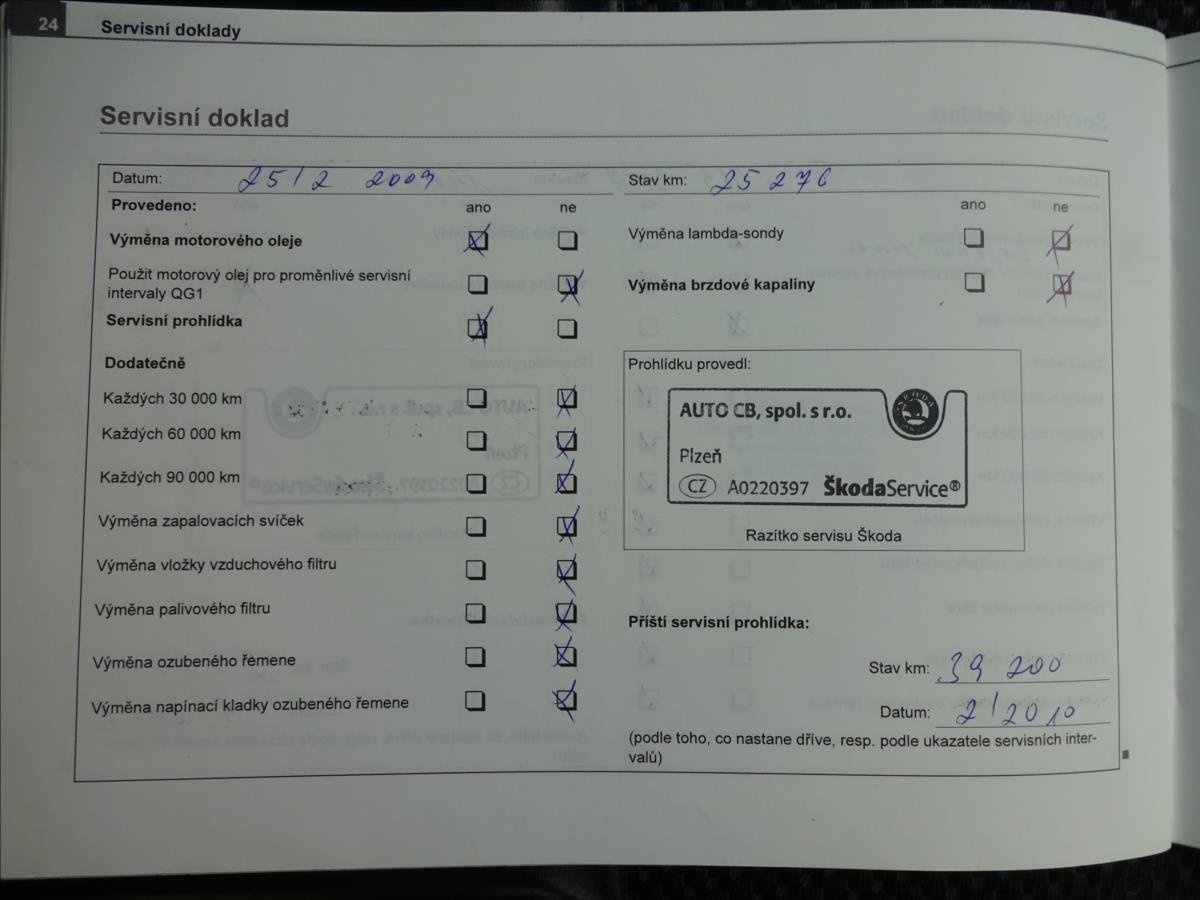 24
Servisní doklady
Servisní doklad
Datum: 25/2 2009
Stav km: 25 276
Provedeno: ano ne
ano ne
Výměna motorového oleje
Výměna lambda-sondy
Použit motorový olej pro proměnlivé servisní
intervaly QG1
Výměna brzdové kapaliny
Servisní prohlídka
Dodatečně
Každých 30 000 km
Každých 60 000 km
Každých 90 000 km
Výměna zapalovacích svíček
Výměna vložky vzduchového filtru
Výměna palivového filtru
Výměna ozubeného řemene
Výměna napínací kladky ozubeného řemene
Prohlídku provedl:
AUTO CB, spol. s r.o.
Plzeň
CZ A0220397 ŠkodaService®
Razítko servisu Škoda
Příští servisní prohlídka:
Stav km: 39 200
Datum: 2/2010
(podle toho, co nastane dříve, resp. podle ukazatele servisních inter-
valů)